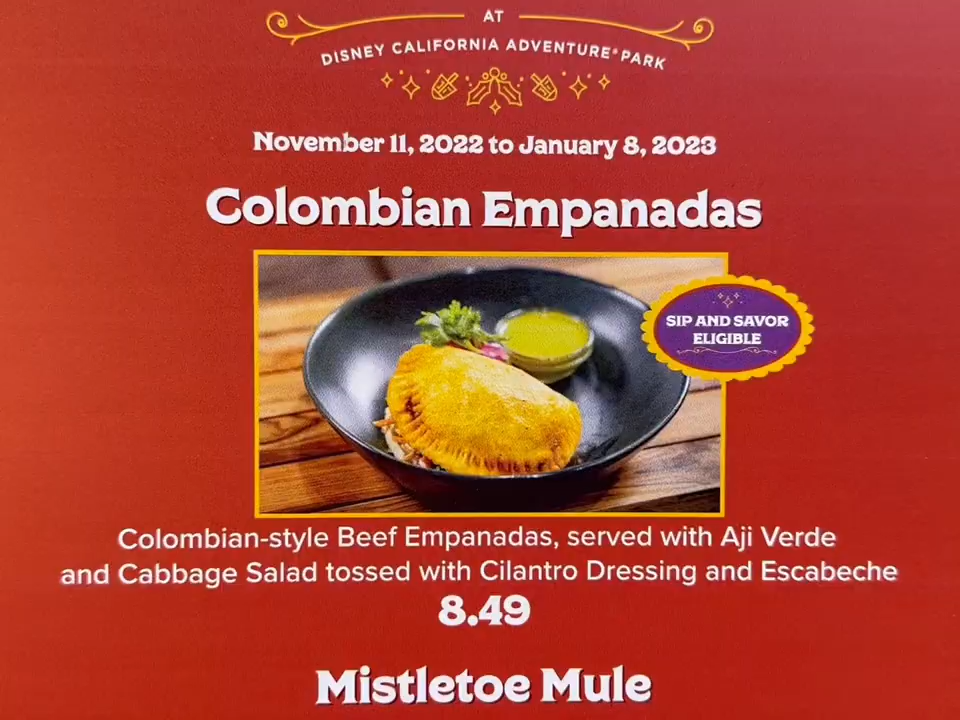 AT
DISNEY CALIFORNIA ADVENTURE® PARK
November 11, 2022 to January 8, 2023
Colombian Empanadas
SIP AND SAVOR
ELIGIBLE
Colombian-style Beef Empanadas, served with Aji Verde
and Cabbage Salad tossed with Cilantro Dressing and Escabeche
8.49
Mistletoe Mule